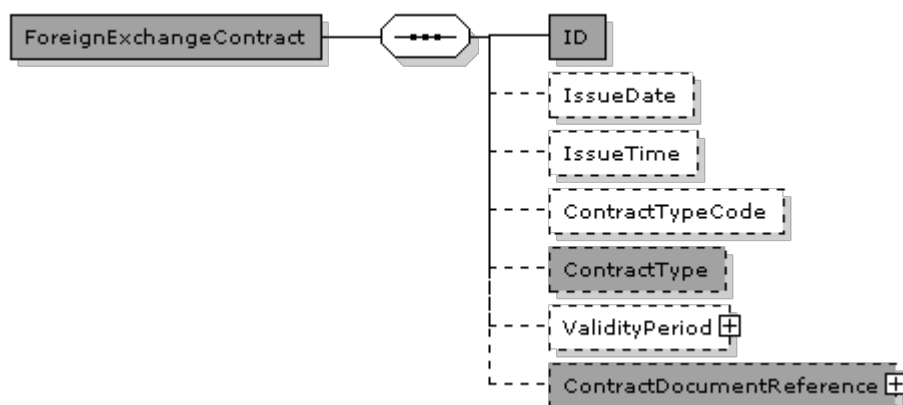 ForeignExchangeContract
ID
IssueDate
IssueTime
ContractTypeCode
ContractType
ValidityPeriod
ContractDocumentReference